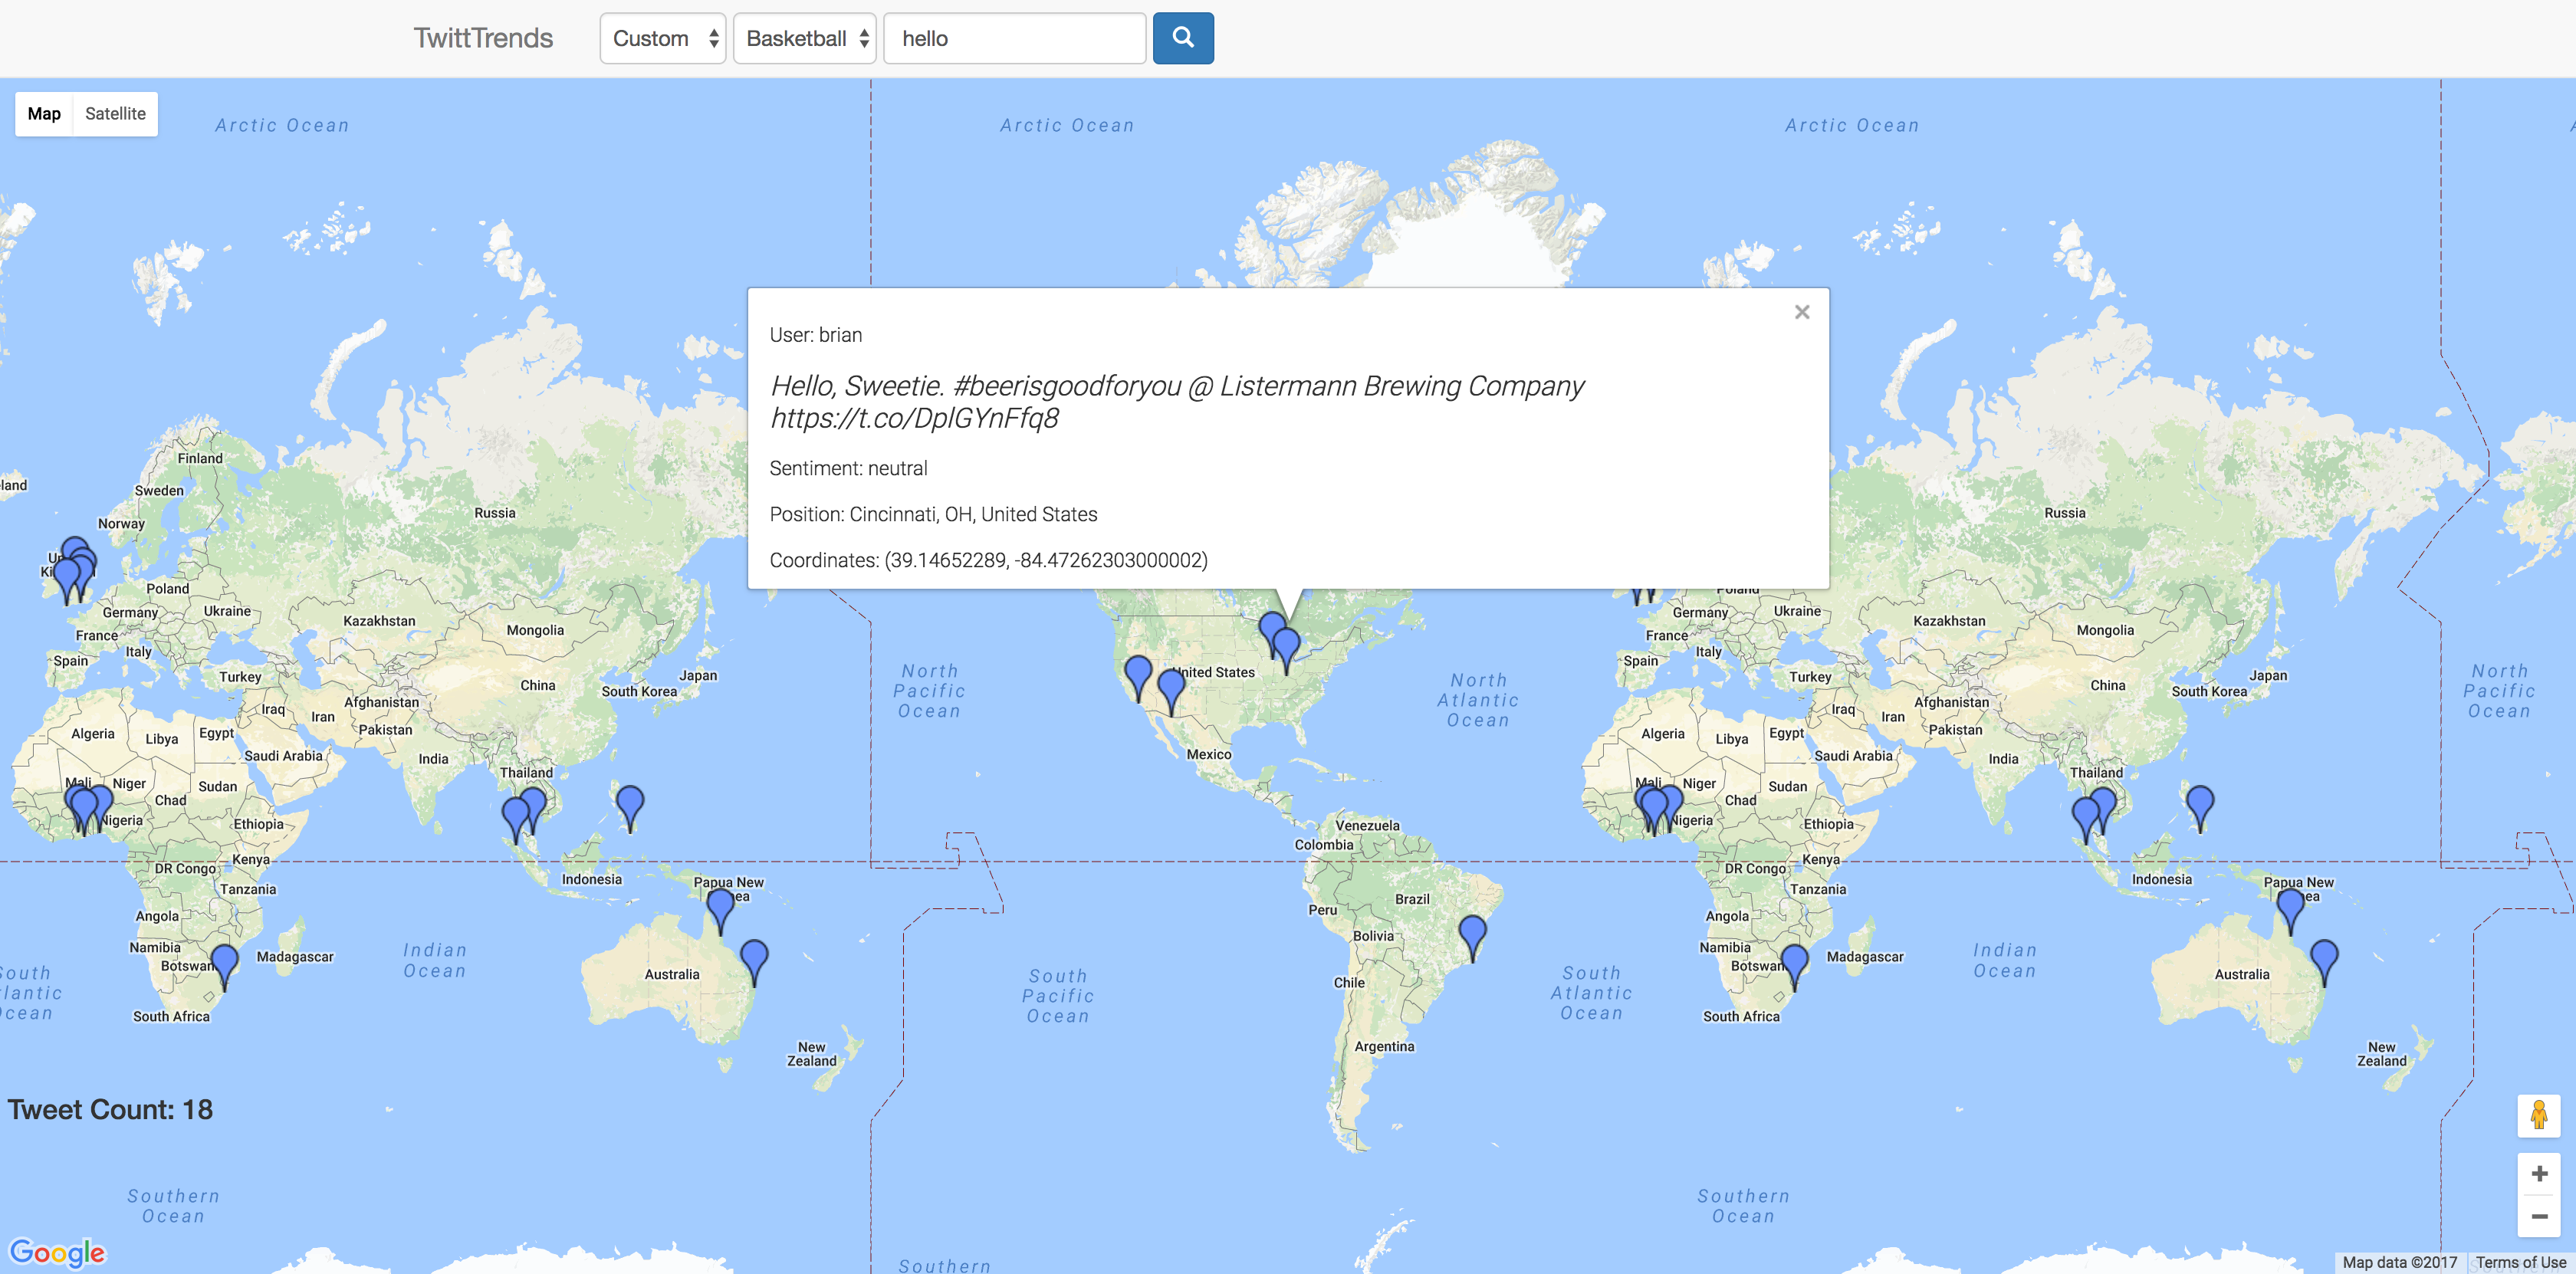 TwittTrends Custom Basketball hello
Map Satellite
Arctic Ocean Arctic Ocean Arctic Ocean
User: brian
Hello, Sweetie. #beerisgoodforyou @ Listermann Brewing Company
https://t.co/DplGYnFfq8
Sentiment: neutral
Position: Cincinnati, OH, United States
Coordinates: (39.14652289, -84.47262303000002)
Finland
Sweden
Norway
Russia
Poland
Germany
Ukraine
France
Kazakhstan
Mongolia
Spain
Italy
Turkey
Japan
South Korea
China
Iraq
Iran
Afghanistan
Pakistan
Algeria
Libya
Egypt
Saudi Arabia
India
Mali
Niger
Thailand
Sudan
Chad
Nigeria
Ethiopia
DR Congo
Kenya
Indonesia
Tanzania
Papua New
Angola
Namibia
Madagascar
Indian
Ocean
Australia
South Africa
New
Zealand
North
Pacific
Ocean
United States
North
Atlantic
Ocean
Mexico
Venezuela
Colombia
Brazil
Peru
Bolivia
South
Pacific
Ocean
Chile
South
Atlantic
Ocean
Argentina
Russia
Poland
Germany
Ukraine
France
Kazakhstan
Mongolia
Spain
Italy
Turkey
Japan
South Korea
China
Iraq
Iran
Afghanistan
Pakistan
Algeria
Libya
Egypt
Saudi Arabia
India
Mali
Niger
Thailand
Sudan
Chad
Nigeria
Ethiopia
DR Congo
Kenya
Indonesia
Tanzania
Papua New
Angola
Namibia
Madagascar
Indian
Ocean
Australia
South Africa
New
Zealand
North
Pacific
Ocean
Tweet Count: 18
Southern
Ocean
Southern
Southern
Ocean
Google
Map data ©2017 Terms of Use